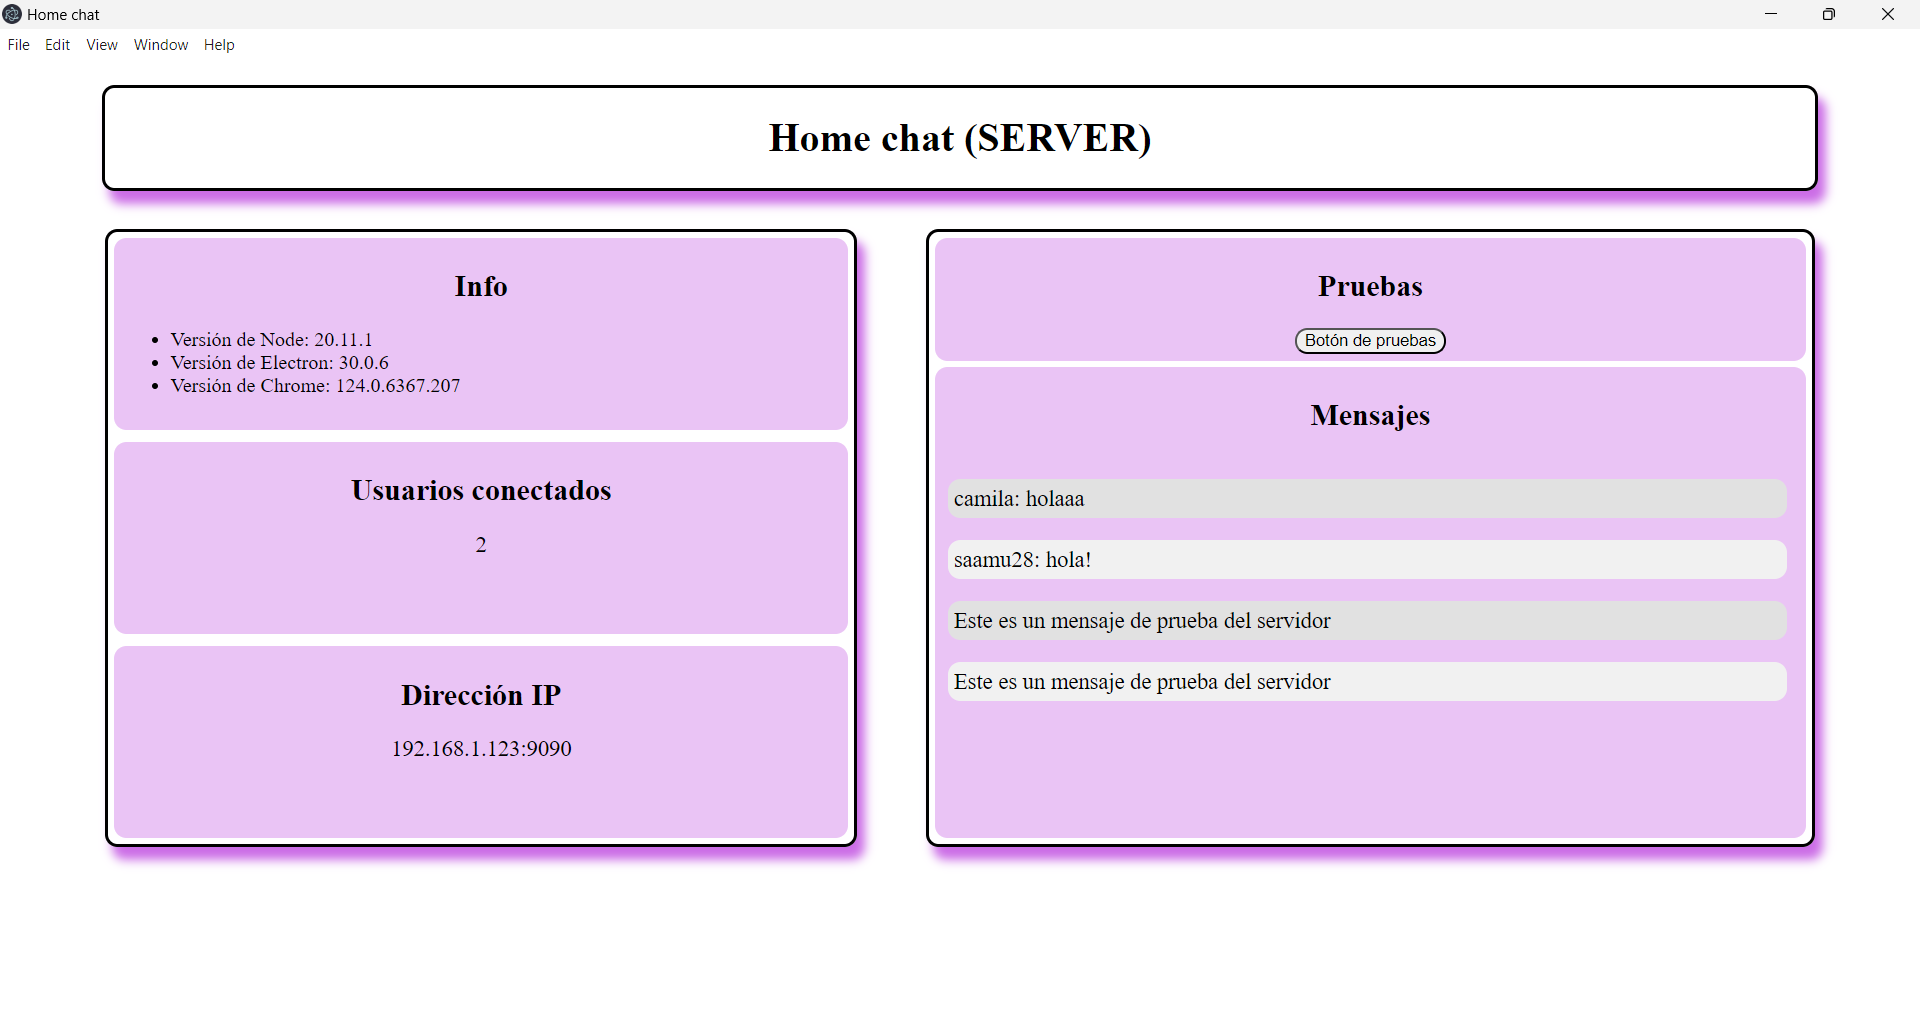 Home chat
File Edit View Window Help
Home chat (SERVER)
Info
Versión de Node: 20.11.1
Versión de Electron: 30.0.6
Versión de Chrome: 124.0.6367.207
Usuarios conectados
2
Dirección IP
192.168.1.123:9090
Pruebas
Botón de pruebas
Mensajes
camila: holaaa
saamu28: hola!
Este es un mensaje de prueba del servidor
Este es un mensaje de prueba del servidor